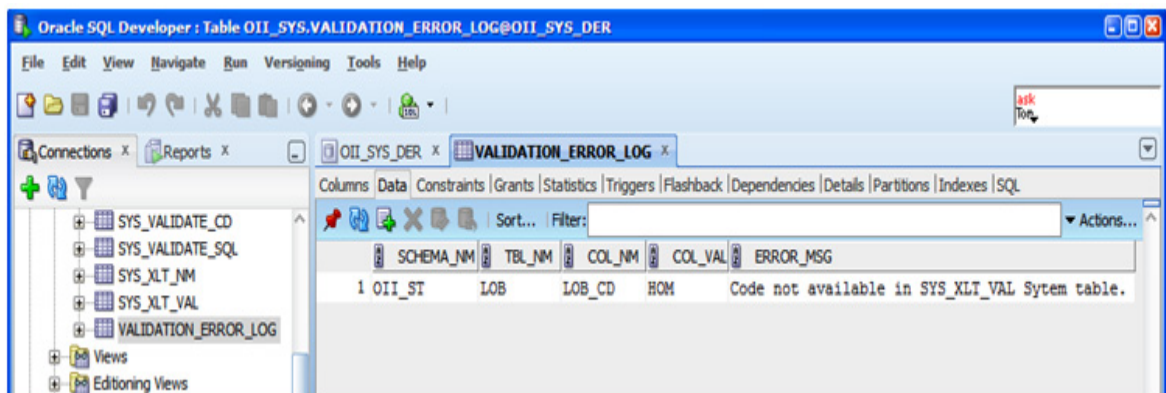 Oracle SQL Developer : Table OII_SYS.VALIDATION_ERROR_LOG@OII_SYS_DER
File Edit View Navigate Run Versioning Tools Help
SQL
ask
Tom
Connections x Reports x
OII_SYS_DER x VALIDATION_ERROR_LOG x
Columns Data Constraints Grants Statistics Triggers Flashback Dependencies Details Partitions Indexes SQL
Sort... Filter: Actions...
SCHEMA_NM TBL_NM COL_NM COL_VAL ERROR_MSG
1 OII_ST LOB LOB_CD HOM Code not available in SYS_XLT_VAL Sytem table.
SYS_VALIDATE_CD
SYS_VALIDATE_SQL
SYS_XLT_NM
SYS_XLT_VAL
VALIDATION_ERROR_LOG
Views
Editioning Views